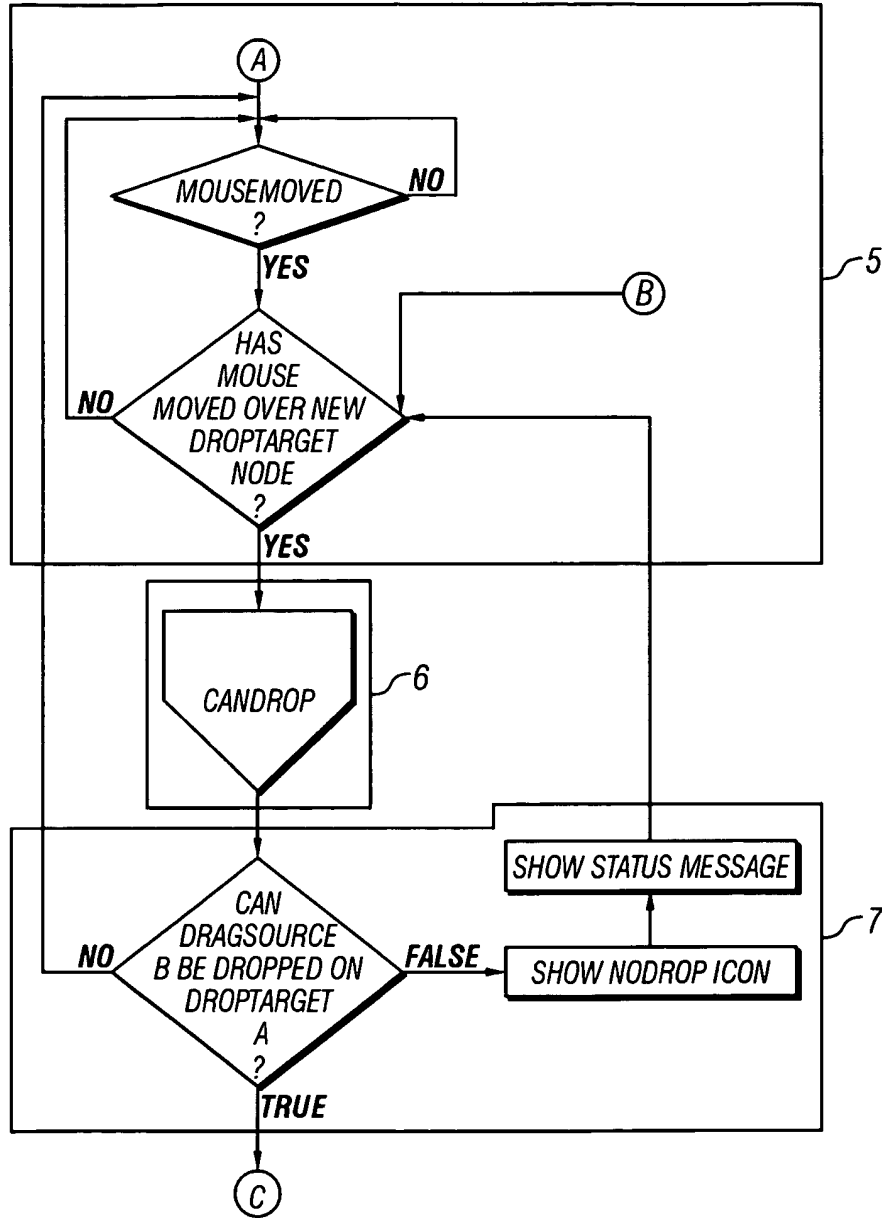 A
MOUSEMOVED
?
NO
YES
5
B
HAS
MOUSE
MOVED OVER NEW
DROPTARGET
NODE
?
NO
YES
CANDROP
6
SHOW STATUS MESSAGE
7
CAN
DRAGSOURCE
B BE DROPPED ON
DROPTARGET
A
?
NO
FALSE
SHOW NODROP ICON
TRUE
C